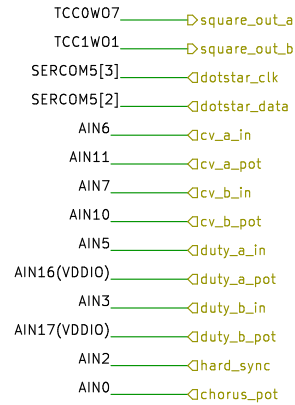 TCC0WO7 square_out_a
TCC1WO1 square_out_b
SERCOM5[3] dotstar_clk
SERCOM5[2] dotstar_data
AIN6 cv_a_in
AIN11 cv_a_pot
AIN7 cv_b_in
AIN10 cv_b_pot
AIN5 duty_a_in
AIN16(VDDIO) duty_a_pot
AIN3 duty_b_in
AIN17(VDDIO) duty_b_pot
AIN2 hard_sync
AIN0 chorus_pot